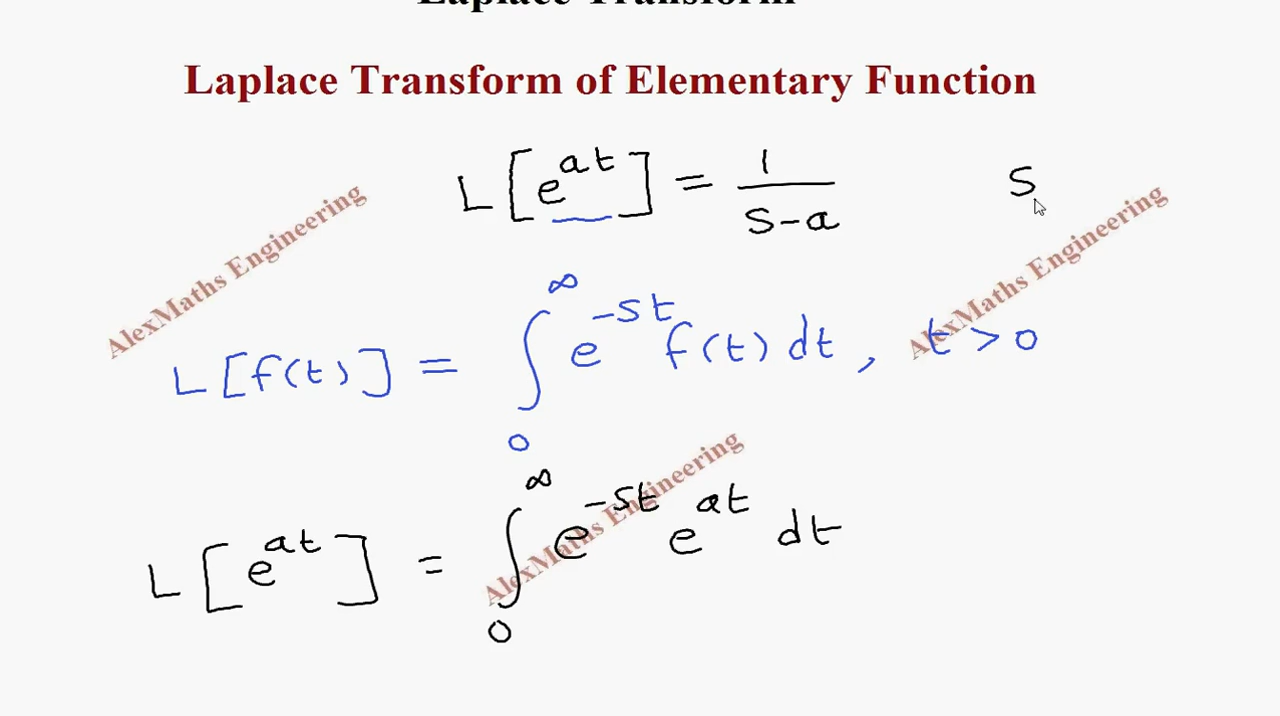 Laplace Transform
Laplace Transform of Elementary Function
L[e^{at}] = 1/(s-a)
s
L[f(t)] = ∫_0^∞ e^{-st} f(t) dt, t > 0
L[e^{at}] = ∫_0^∞ e^{-st} e^{at} dt
AlexMaths Engineering
AlexMaths Engineering
AlexMaths Engineering